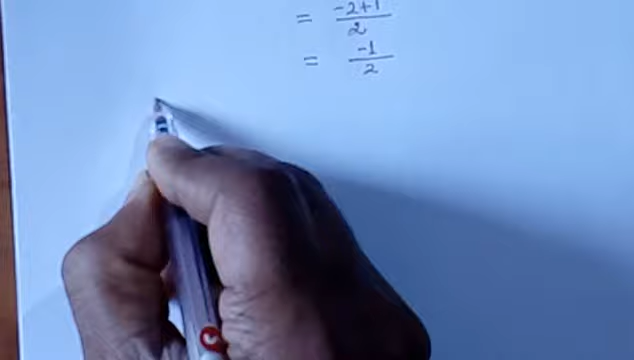 = -2+1/2
= -1/2